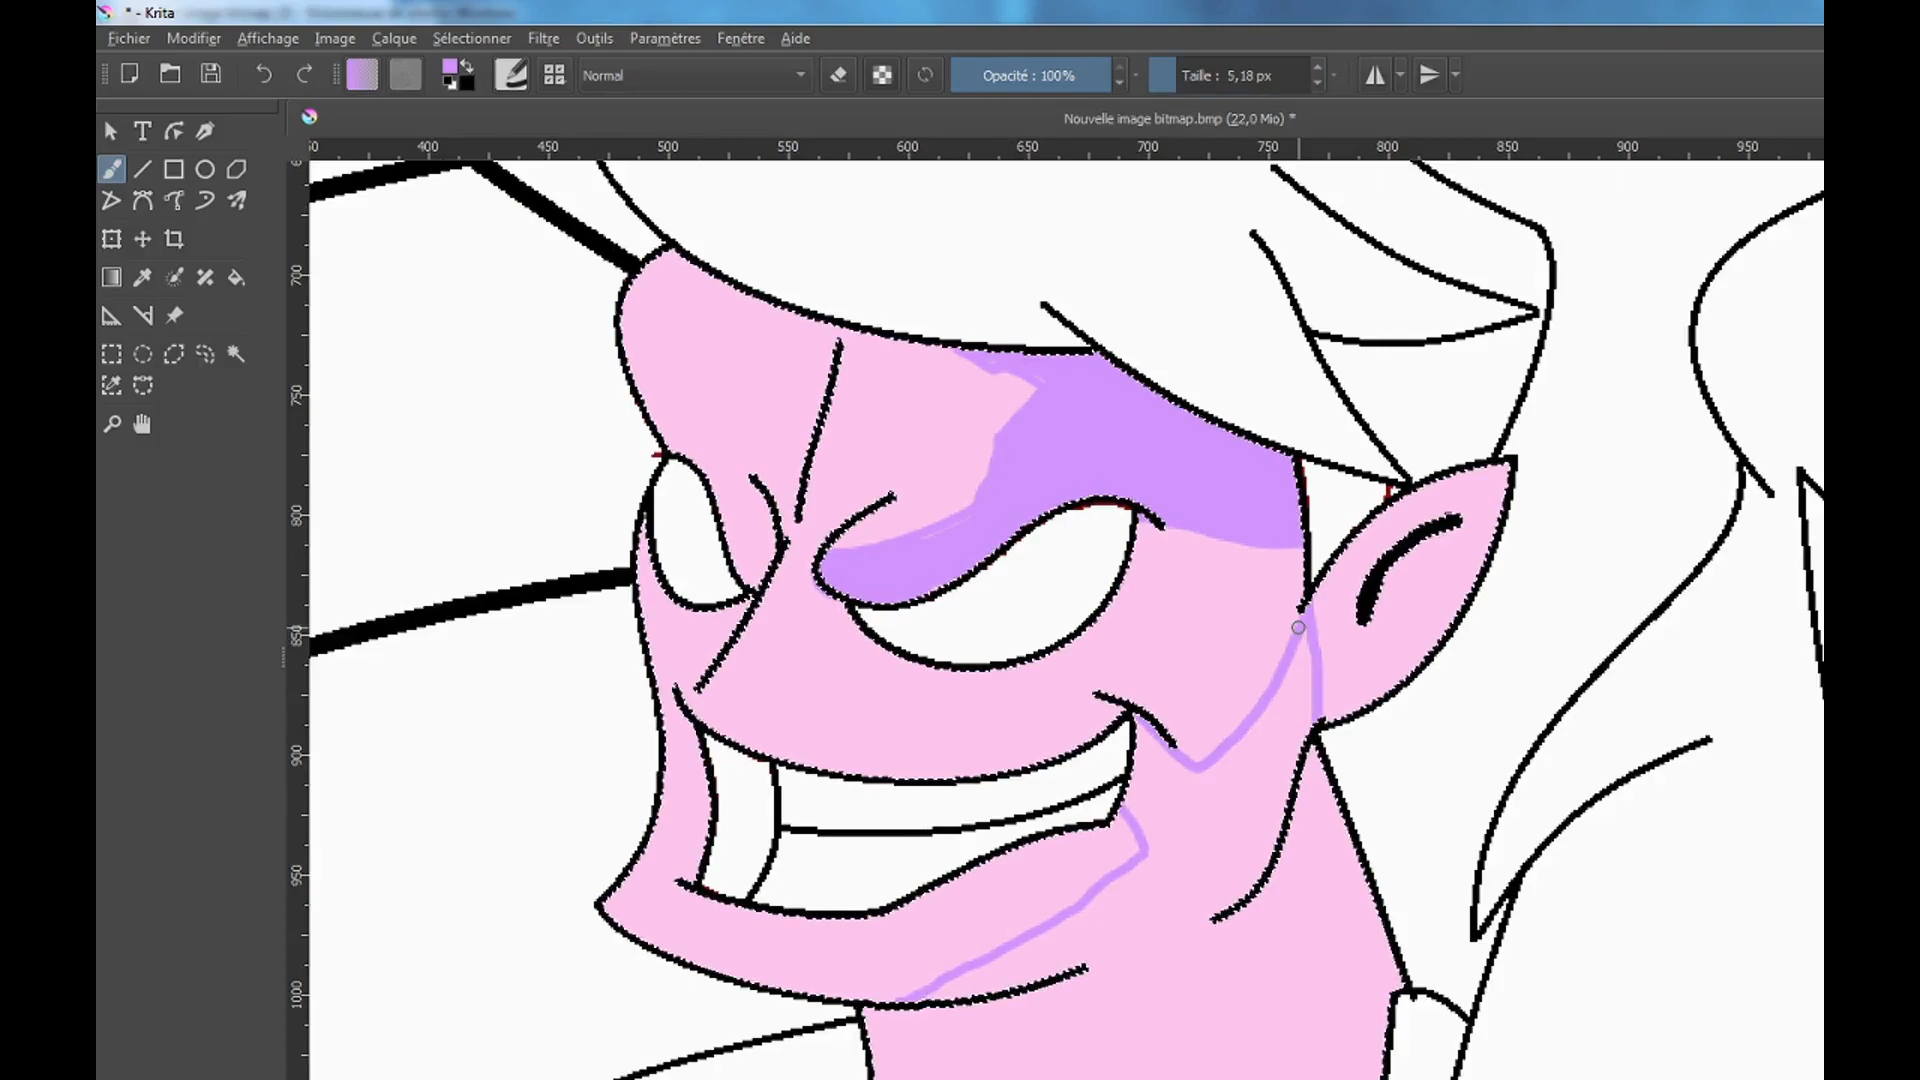 * - Krita
Fichier Modifier Affichage Image Calque Sélectionner Filtre Outils Paramètres Fenêtre Aide
Normal Opacité : 100% Taille : 5,18 px
Nouvelle image bitmap.bmp (22,0 Mio) *
400 450 500 550 600 650 700 750 800 850 900 950
700
750
800
850
900
950
1000